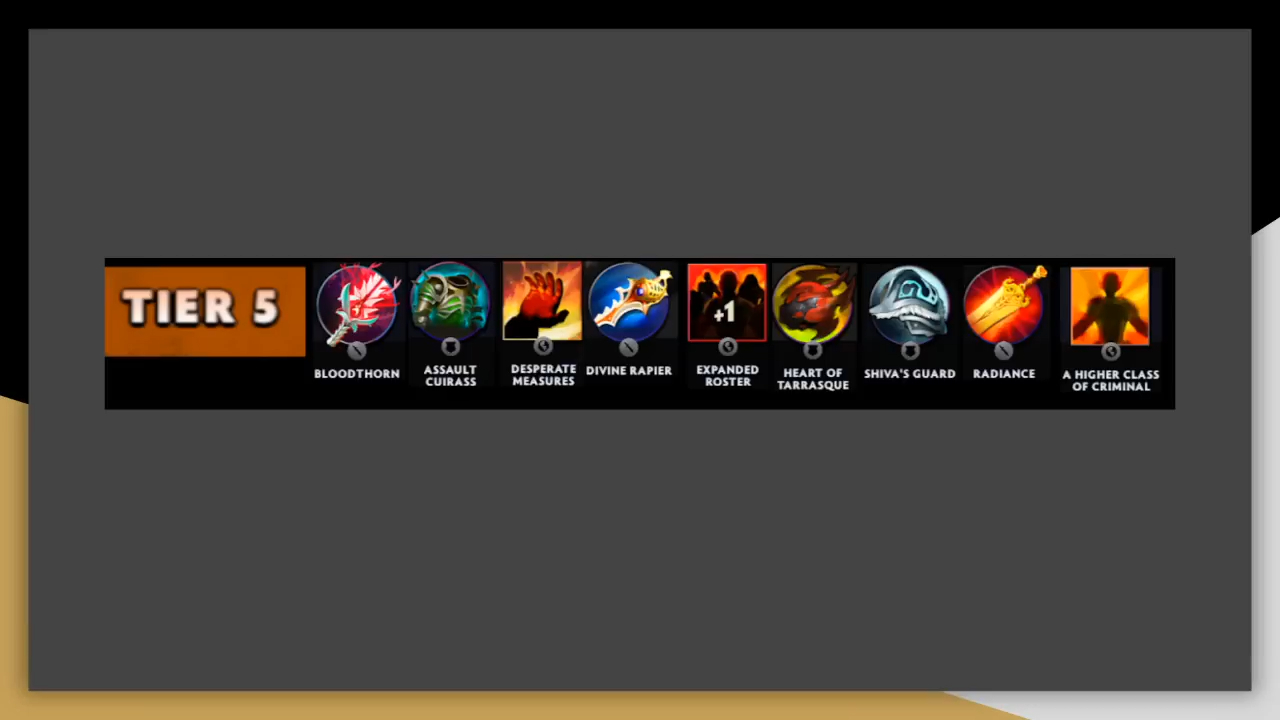 TIER 5
BLOODTHORN
ASSAULT
CUIRASS
DESPERATE
MEASURES
DIVINE RAPIER
+1
EXPANDED
ROSTER
HEART OF
TARRASQUE
SHIVA'S GUARD
RADIANCE
A HIGHER CLASS
OF CRIMINAL